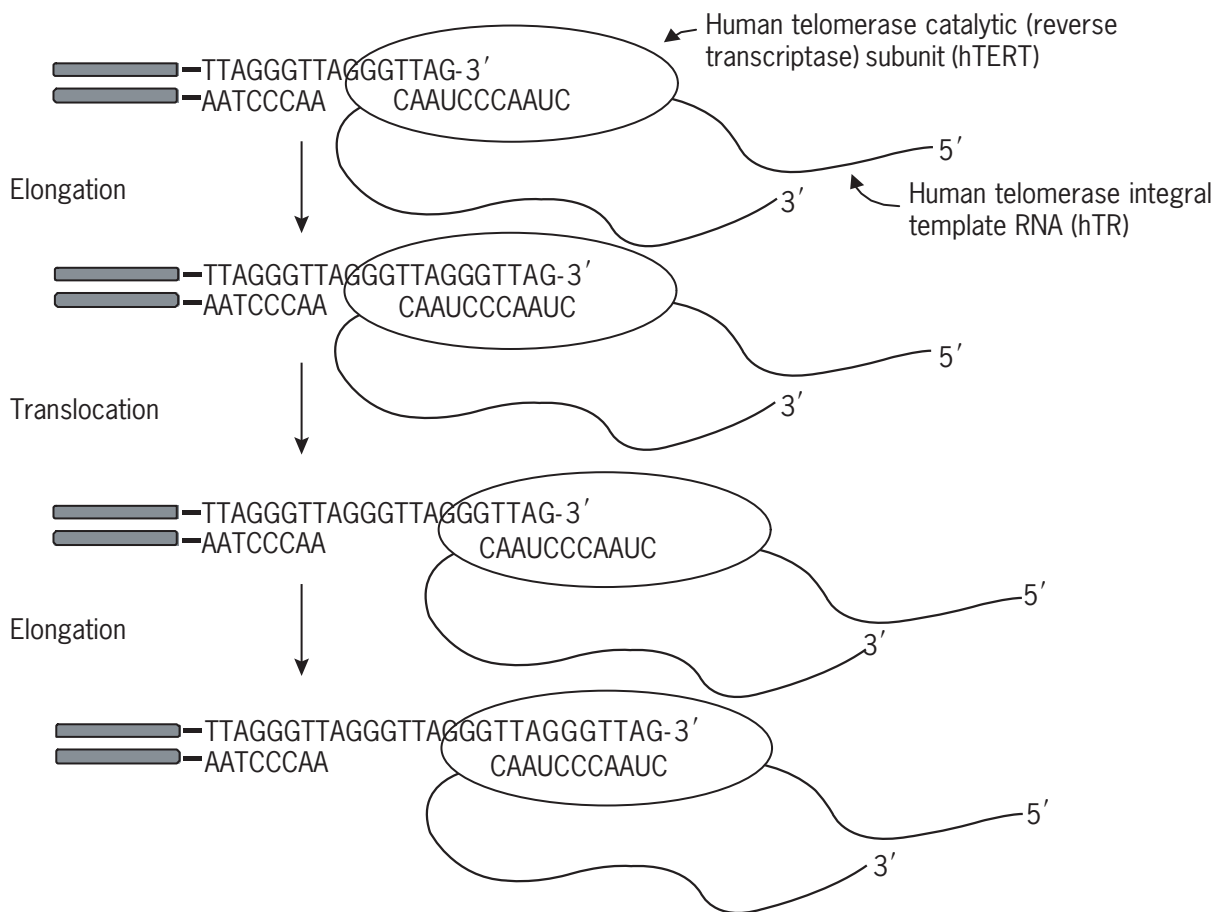 Human telomerase catalytic (reverse
transcriptase) subunit (hTERT)
TTAGGGTTAGGGTTAG-3′
AATCCCAA CAAUCCCAAUC
5′
Elongation
3′
Human telomerase integral
template RNA (hTR)
TTAGGGTTAGGGTTAGGGTTAG-3′
AATCCCAA CAAUCCCAAUC
5′
Translocation
3′
TTAGGGTTAGGGTTAGGGTTAG-3′
AATCCCAA CAAUCCCAAUC
5′
Elongation
3′
TTAGGGTTAGGGTTAGGGTTAGGGTTAG-3′
AATCCCAA CAAUCCCAAUC
5′
3′